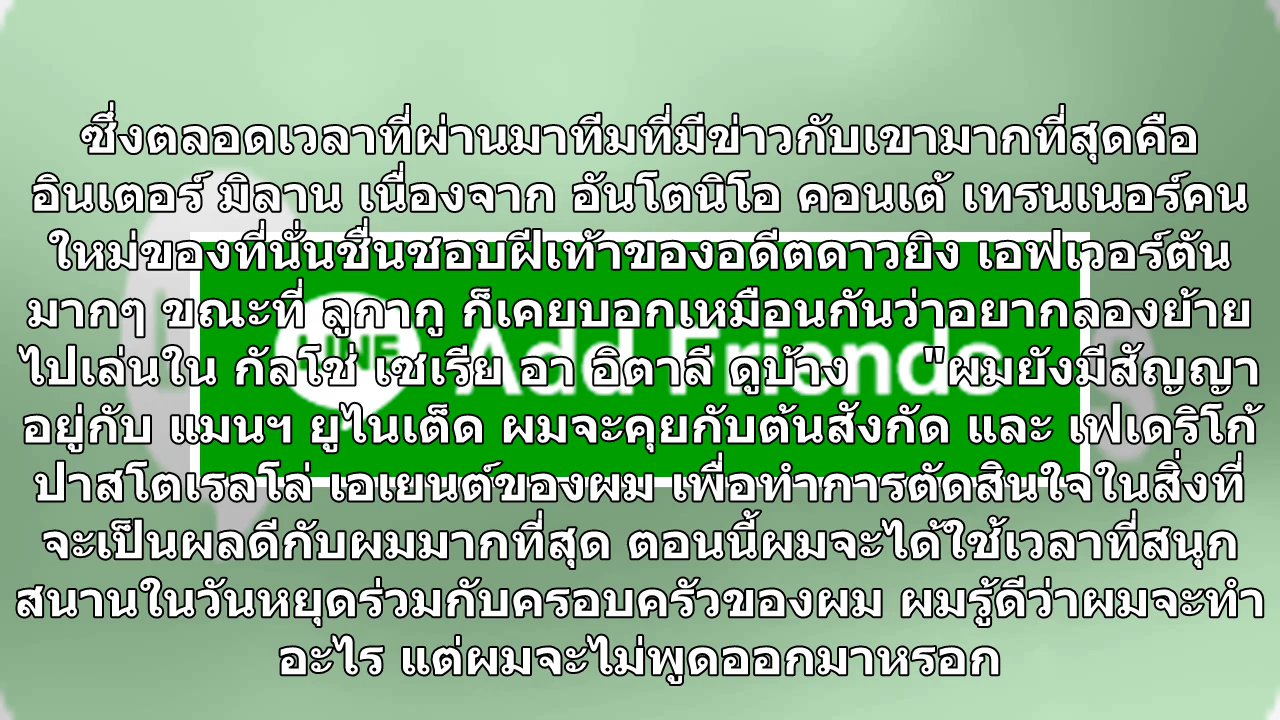 ซึ่งตลอดเวลาที่ผ่านมาทีมที่มีข่าวกับเขามากที่สุดคือ
อินเตอร์ มิลาน เนื่องจาก อันโตนิโอ คอนเต้ เทรนเนอร์คน
ใหม่ของที่นั่นชื่นชอบฝีเท้าของอดีตดาวยิง เอฟเวอร์ตัน
มากๆ ขณะที่ ลูกากู ก็เคยบอกเหมือนกันว่าอยากลองย้าย
ไปเล่นใน กัลโช่ เซเรีย อา อิตาลี ดูบ้าง "ผมยังมีสัญญา
อยู่กับ แมนฯ ยูไนเต็ด ผมจะคุยกับต้นสังกัด และ เฟเดริโก้
ปาสโตเรลโล่ เอเยนต์ของผม เพื่อทำการตัดสินใจในสิ่งที่
จะเป็นผลดีกับผมมากที่สุด ตอนนี้ผมจะได้ใช้เวลาที่สนุก
สนานในวันหยุดร่วมกับครอบครัวของผม ผมรู้ดีว่าผมจะทำ
อะไร แต่ผมจะไม่พูดออกมาหรอก
LINE Add Friends